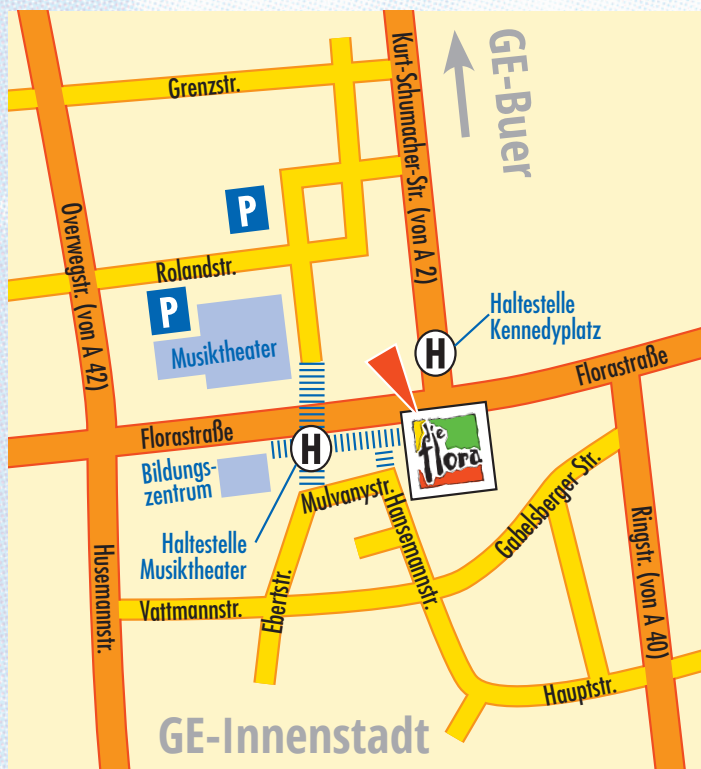 Grenzstr.
Kurt-Schumacher-Str. (von A 2)
GE-Buer
P
Overwegstr. (von A 42)
Rolandstr.
P
Musiktheater
Haltestelle
Kennedyplatz
H
Florastraße
Florastraße
H
die
flora
Bildungs-
zentrum
Mulvanystr.
Hansemannstr.
Gabelsberger Str.
Haltestelle
Musiktheater
Husemannstr.
Ringstr. (von A 40)
Ebertstr.
Vattmannstr.
Hauptstr.
GE-Innenstadt